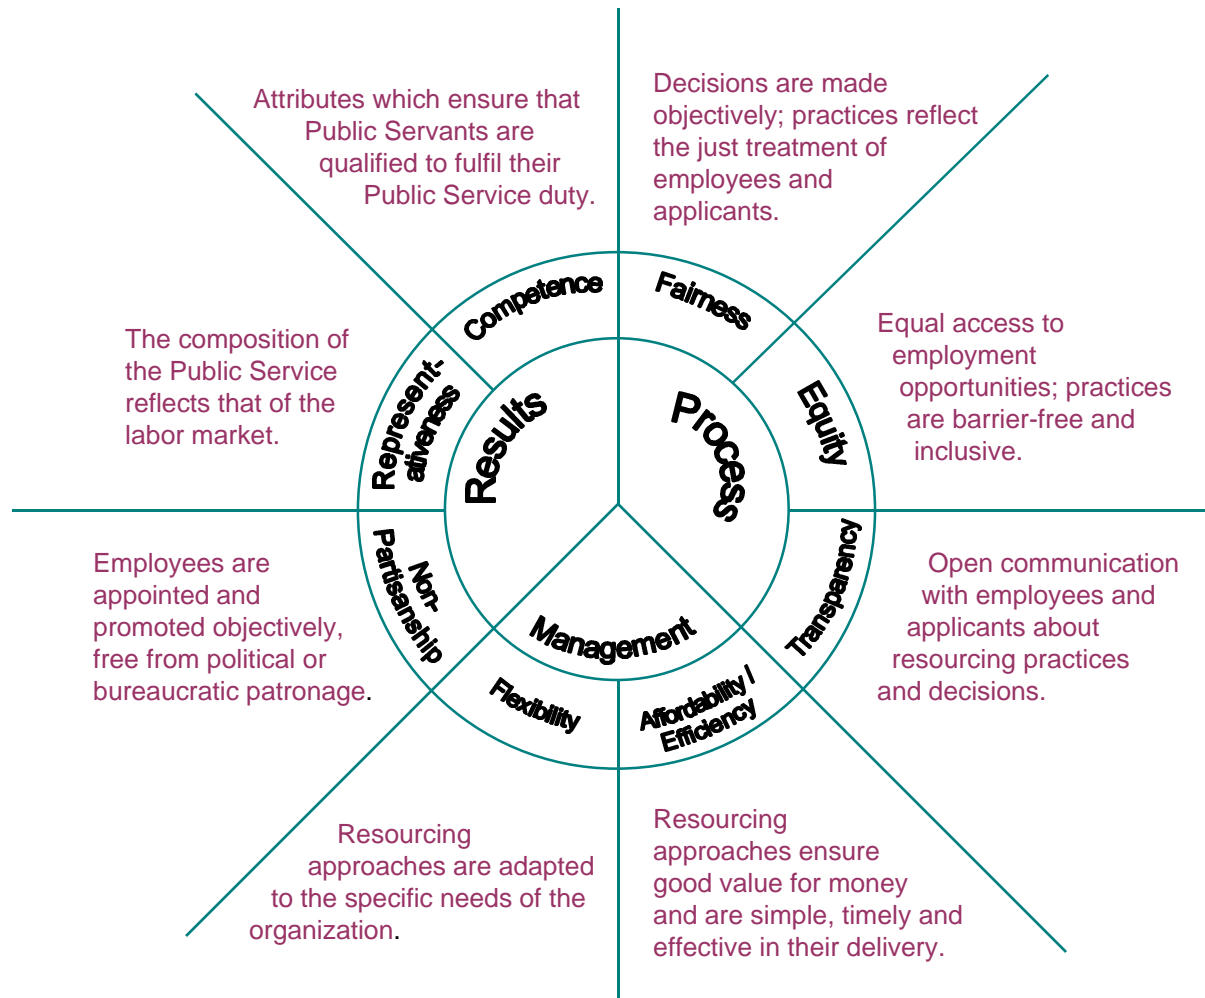 Attributes which ensure that
Public Servants are
qualified to fulfil their
Public Service duty.
Decisions are made
objectively; practices reflect
the just treatment of
employees and
applicants.
Competence
Fairness
The composition of
the Public Service
reflects that of the
labor market.
Represent-
ativeness
Results
Process
Equity
Equal access to
employment
opportunities; practices
are barrier-free and
inclusive.
Employees are
appointed and
promoted objectively,
free from political or
bureaucratic patronage.
Non-
Partisanship
Management
Transparency
Open communication
with employees and
applicants about
resourcing practices
and decisions.
Flexibility
Affordability /
Efficiency
Resourcing
approaches are adapted
to the specific needs of the
organization.
Resourcing
approaches ensure
good value for money
and are simple, timely and
effective in their delivery.